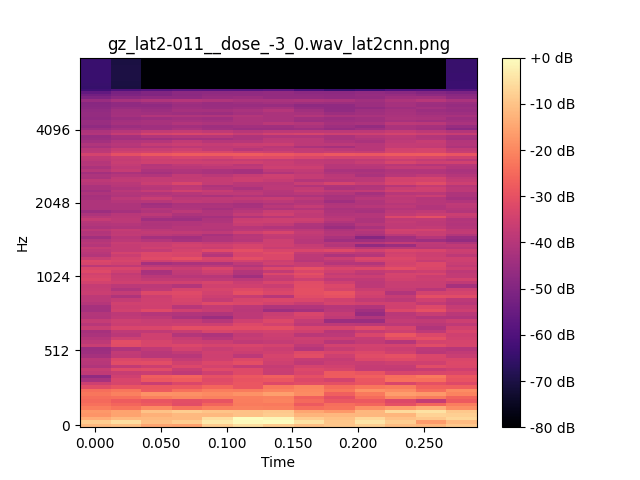 gz_lat2-011__dose_-3_0.wav_lat2cnn.png
Hz
4096
2048
1024
512
0
0.000 0.050 0.100 0.150 0.200 0.250
Time
+0 dB
-10 dB
-20 dB
-30 dB
-40 dB
-50 dB
-60 dB
-70 dB
-80 dB